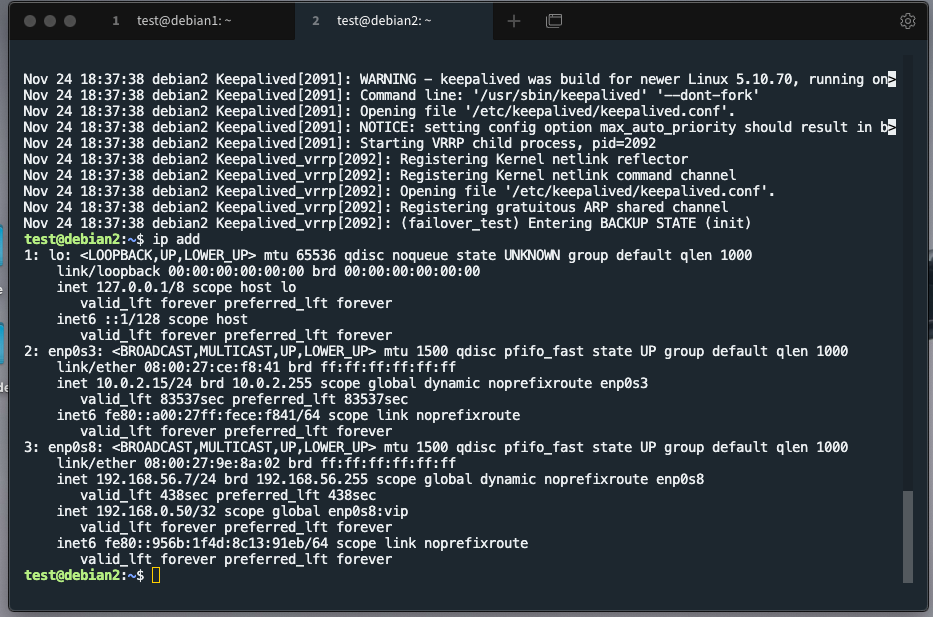 1 test@debian1: ~ 2 test@debian2: ~
Nov 24 18:37:38 debian2 Keepalived[2091]: WARNING - keepalived was build for newer Linux 5.10.70, running on>
Nov 24 18:37:38 debian2 Keepalived[2091]: Command line: '/usr/sbin/keepalived' '--dont-fork'
Nov 24 18:37:38 debian2 Keepalived[2091]: Opening file '/etc/keepalived/keepalived.conf'.
Nov 24 18:37:38 debian2 Keepalived[2091]: NOTICE: setting config option max_auto_priority should result in b>
Nov 24 18:37:38 debian2 Keepalived[2091]: Starting VRRP child process, pid=2092
Nov 24 18:37:38 debian2 Keepalived_vrrp[2092]: Registering Kernel netlink reflector
Nov 24 18:37:38 debian2 Keepalived_vrrp[2092]: Registering Kernel netlink command channel
Nov 24 18:37:38 debian2 Keepalived_vrrp[2092]: Opening file '/etc/keepalived/keepalived.conf'.
Nov 24 18:37:38 debian2 Keepalived_vrrp[2092]: Registering gratuitous ARP shared channel
Nov 24 18:37:38 debian2 Keepalived_vrrp[2092]: (failover_test) Entering BACKUP STATE (init)
test@debian2:~$ ip add
1: lo: <LOOPBACK,UP,LOWER_UP> mtu 65536 qdisc noqueue state UNKNOWN group default qlen 1000
    link/loopback 00:00:00:00:00:00 brd 00:00:00:00:00:00
    inet 127.0.0.1/8 scope host lo
       valid_lft forever preferred_lft forever
    inet6 ::1/128 scope host
       valid_lft forever preferred_lft forever
2: enp0s3: <BROADCAST,MULTICAST,UP,LOWER_UP> mtu 1500 qdisc pfifo_fast state UP group default qlen 1000
    link/ether 08:00:27:ce:f8:41 brd ff:ff:ff:ff:ff:ff
    inet 10.0.2.15/24 brd 10.0.2.255 scope global dynamic noprefixroute enp0s3
       valid_lft 83537sec preferred_lft 83537sec
    inet6 fe80::a00:27ff:fece:f841/64 scope link noprefixroute
       valid_lft forever preferred_lft forever
3: enp0s8: <BROADCAST,MULTICAST,UP,LOWER_UP> mtu 1500 qdisc pfifo_fast state UP group default qlen 1000
    link/ether 08:00:27:9e:8a:02 brd ff:ff:ff:ff:ff:ff
    inet 192.168.56.7/24 brd 192.168.56.255 scope global dynamic noprefixroute enp0s8
       valid_lft 438sec preferred_lft 438sec
    inet 192.168.0.50/32 scope global enp0s8:vip
       valid_lft forever preferred_lft forever
    inet6 fe80::956b:1f4d:8c13:91eb/64 scope link noprefixroute
       valid_lft forever preferred_lft forever
test@debian2:~$